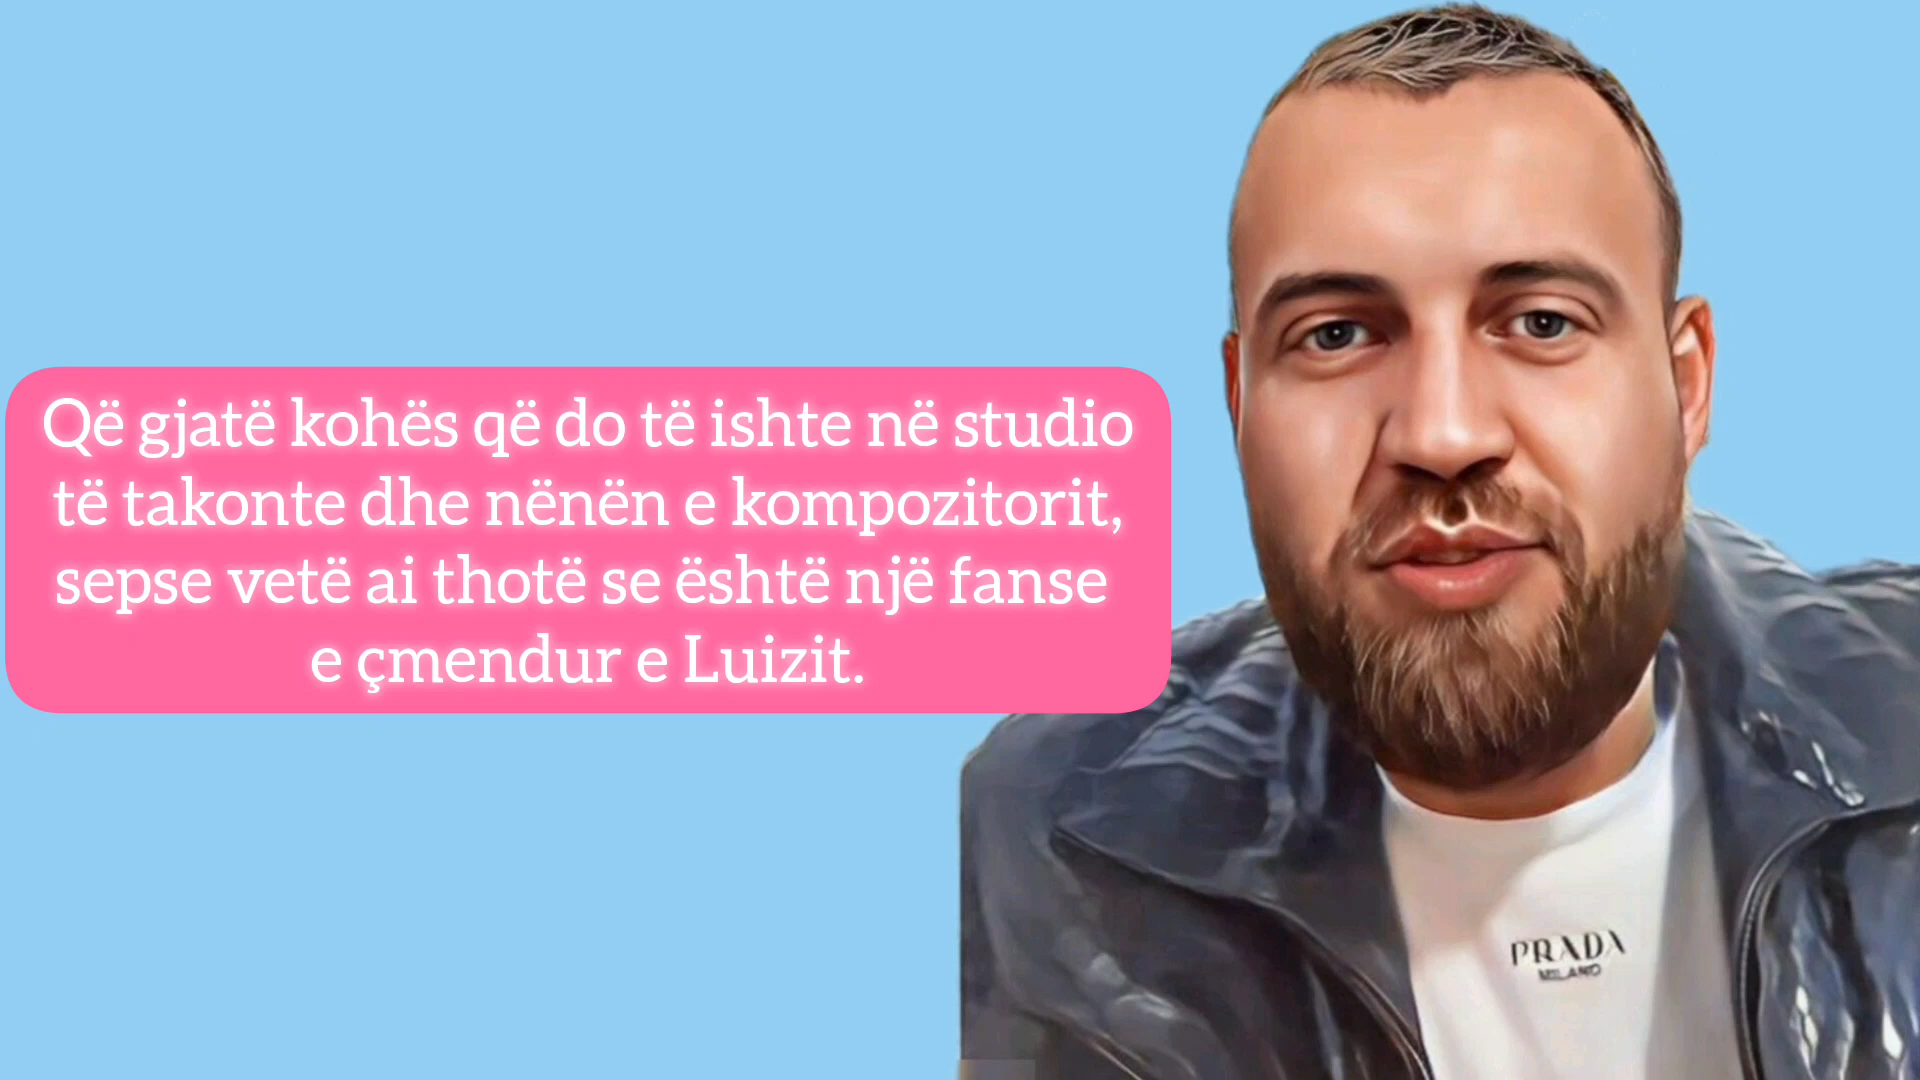 Që gjatë kohës që do të ishte në studio
të takonte dhe nënën e kompozitorit,
sepse vetë ai thotë se është një fanse
e çmendur e Luizit.
PRADA
MILANO